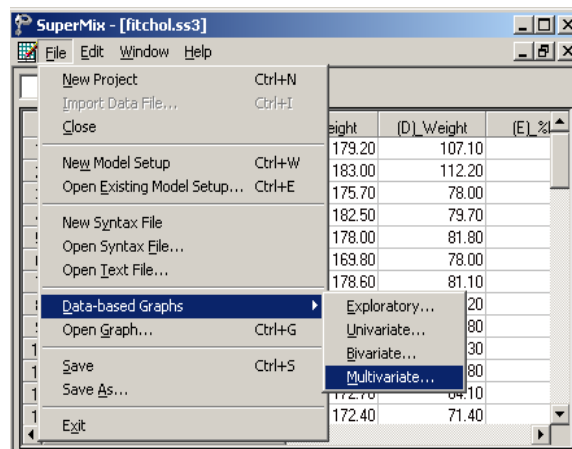 SuperMix - [fitchol.ss3]
File Edit Window Help
New Project Ctrl+N
Import Data File... Ctrl+I
Close
New Model Setup Ctrl+W
Open Existing Model Setup... Ctrl+E
New Syntax File
Open Syntax File...
Open Text File...
Data-based Graphs
Open Graph... Ctrl+G
Save Ctrl+S
Save As...
Exit
Exploratory...
Univariate...
Bivariate...
Multivariate...
eight (D)_Weight (E)_%
179.20 107.10
183.00 112.20
175.70 78.00
182.50 79.70
178.00 81.80
169.80 78.00
178.60 81.10
20
80
30
80
172.70 64.10
172.40 71.40